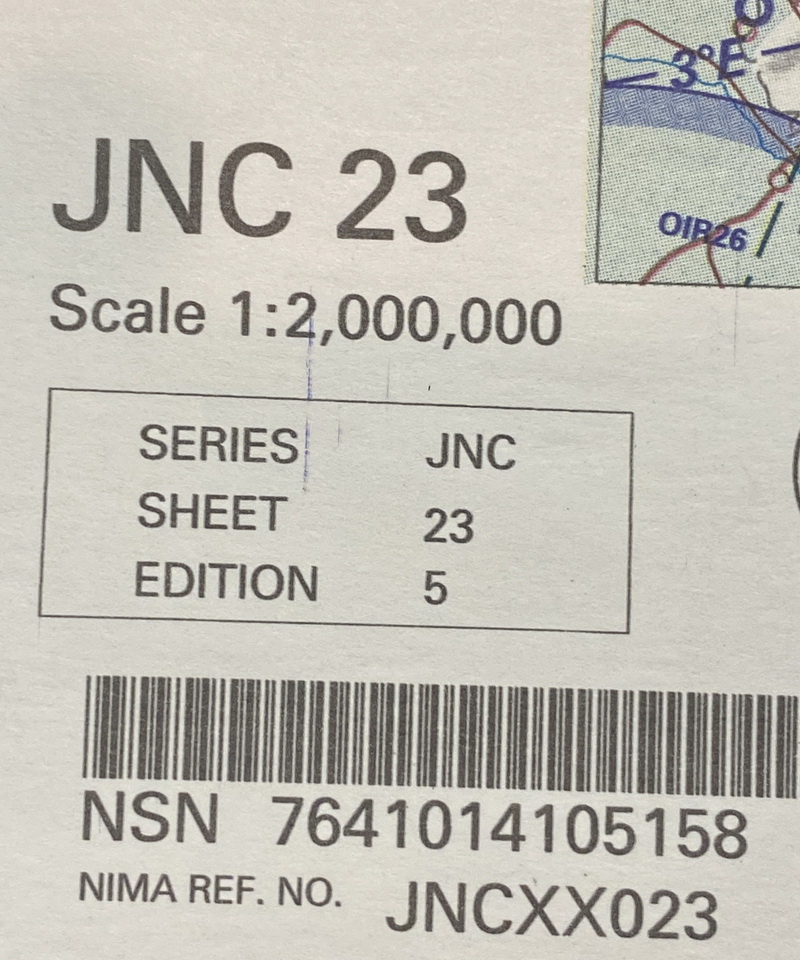 3°E
JNC 23
OIR26
Scale 1:2,000,000
SERIES JNC
SHEET 23
EDITION 5
NSN 7641014105158
NIMA REF. NO. JNCXX023